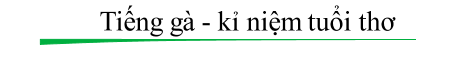 Tiếng gà - kỉ niệm tuổi thơ